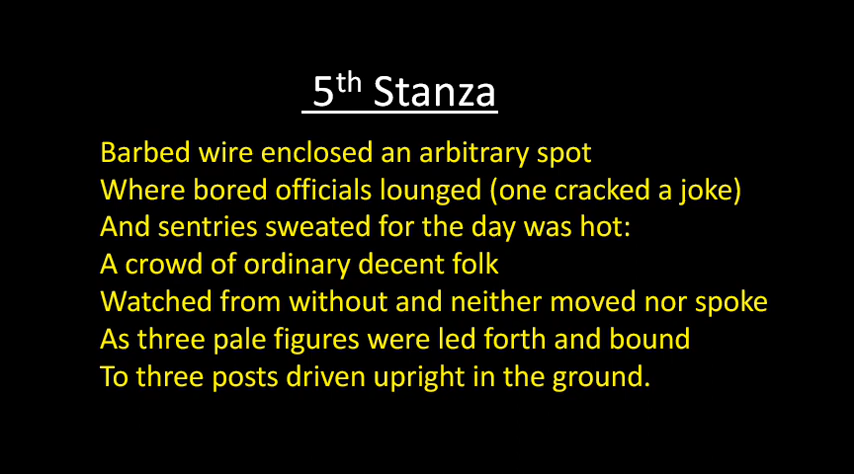 5th Stanza
Barbed wire enclosed an arbitrary spot
Where bored officials lounged (one cracked a joke)
And sentries sweated for the day was hot:
A crowd of ordinary decent folk
Watched from without and neither moved nor spoke
As three pale figures were led forth and bound
To three posts driven upright in the ground.